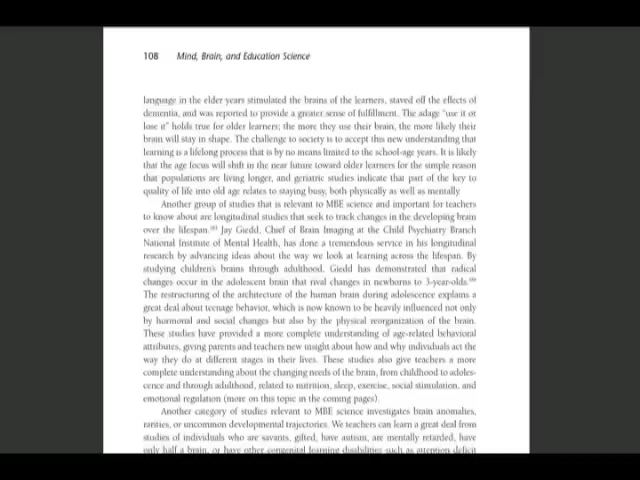 108 Mind, Brain, and Education Science
language in the elder years stimulated the brains of the learners, staved off the effects of
dementia, and was reported to provide a greater sense of fulfillment. The adage "use it or
lose it" holds true for older learners; the more they use their brain, the more likely their
brain will stay in shape. The challenge to society is to accept this new understanding that
learning is a lifelong process that is by no means limited to the school-age years. It is likely
that the age focus will shift in the near future toward older learners for the simple reason
that populations are living longer, and geriatric studies indicate that part of the key to
quality of life into old age relates to staying busy, both physically as well as mentally.
Another group of studies that is relevant to MBE science and important for teachers
to know about are longitudinal studies that seek to track changes in the developing brain
over the lifespan. Jay Giedd, Chief of Brain Imaging at the Child Psychiatry Branch
National Institute of Mental Health, has done a tremendous service in his longitudinal
research by advancing ideas about the way we look at learning across the lifespan. By
studying children's brains through adulthood, Giedd has demonstrated that radical
changes occur in the adolescent brain that rival changes in newborns to 3-year-olds.
The restructuring of the architecture of the human brain during adolescence explains a
great deal about teenage behavior, which is now known to be heavily influenced not only
by hormonal and social changes but also by the physical reorganization of the brain.
These studies have provided a more complete understanding of age-related behavioral
attributes, giving parents and teachers new insight about how and why individuals act the
way they do at different stages in their lives. These studies also give teachers a more
complete understanding about the changing needs of the brain, from childhood to adoles-
cence and through adulthood, related to nutrition, sleep, exercise, social stimulation, and
emotional regulation (more on this topic in the coming pages).
Another category of studies relevant to MBE science investigates brain anomalies,
rarities, or uncommon developmental trajectories. We teachers can learn a great deal from
studies of individuals who are savants, gifted, have autism, are mentally retarded, have
only half a brain, or have other congenital learning disabilities such as attention deficit